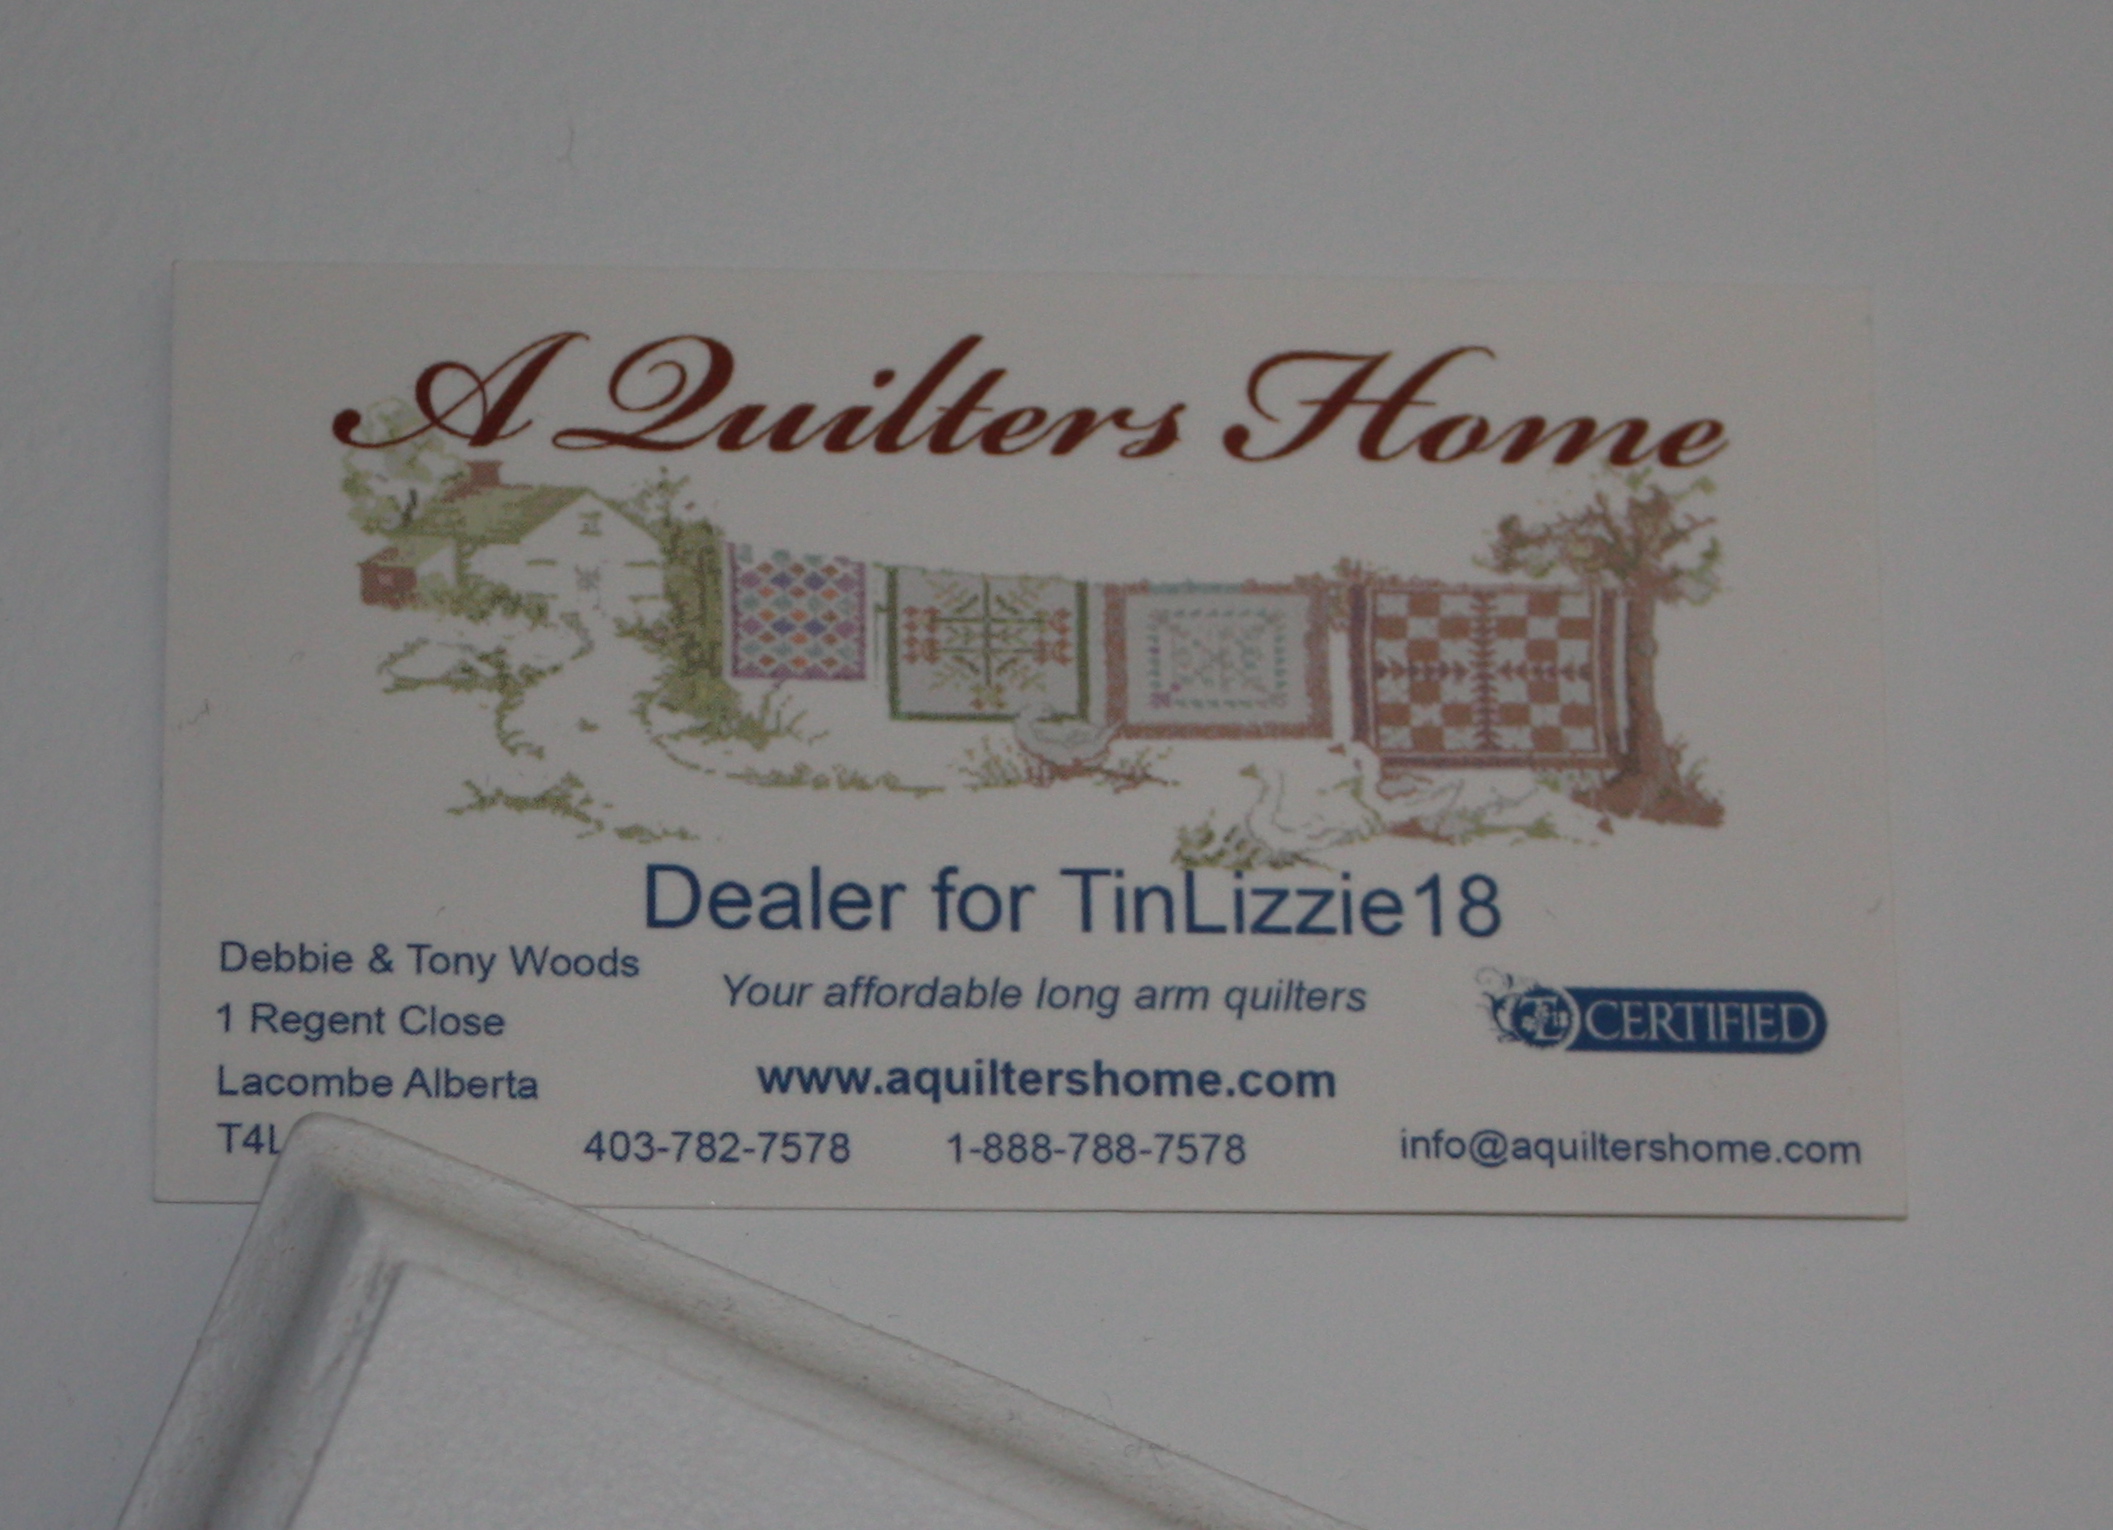 A Quilters Home
Dealer for TinLizzie18
Debbie & Tony Woods
Your affordable long arm quilters
CERTIFIED
1 Regent Close
www.aquiltershome.com
Lacombe Alberta
T4L
403-782-7578
1-888-788-7578
info@aquiltershome.com